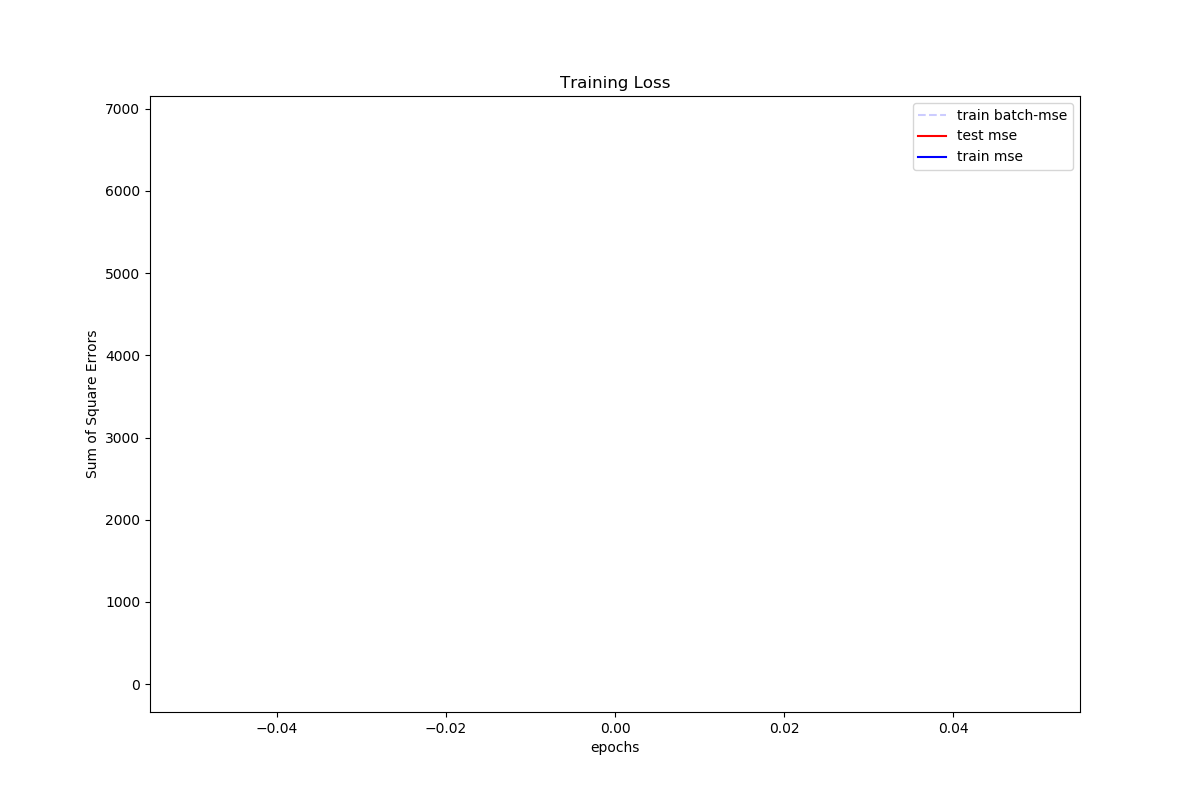 Training Loss
train batch-mse
test mse
train mse
7000
6000
5000
4000
3000
2000
1000
0
Sum of Square Errors
−0.04 −0.02 0.00 0.02 0.04
epochs